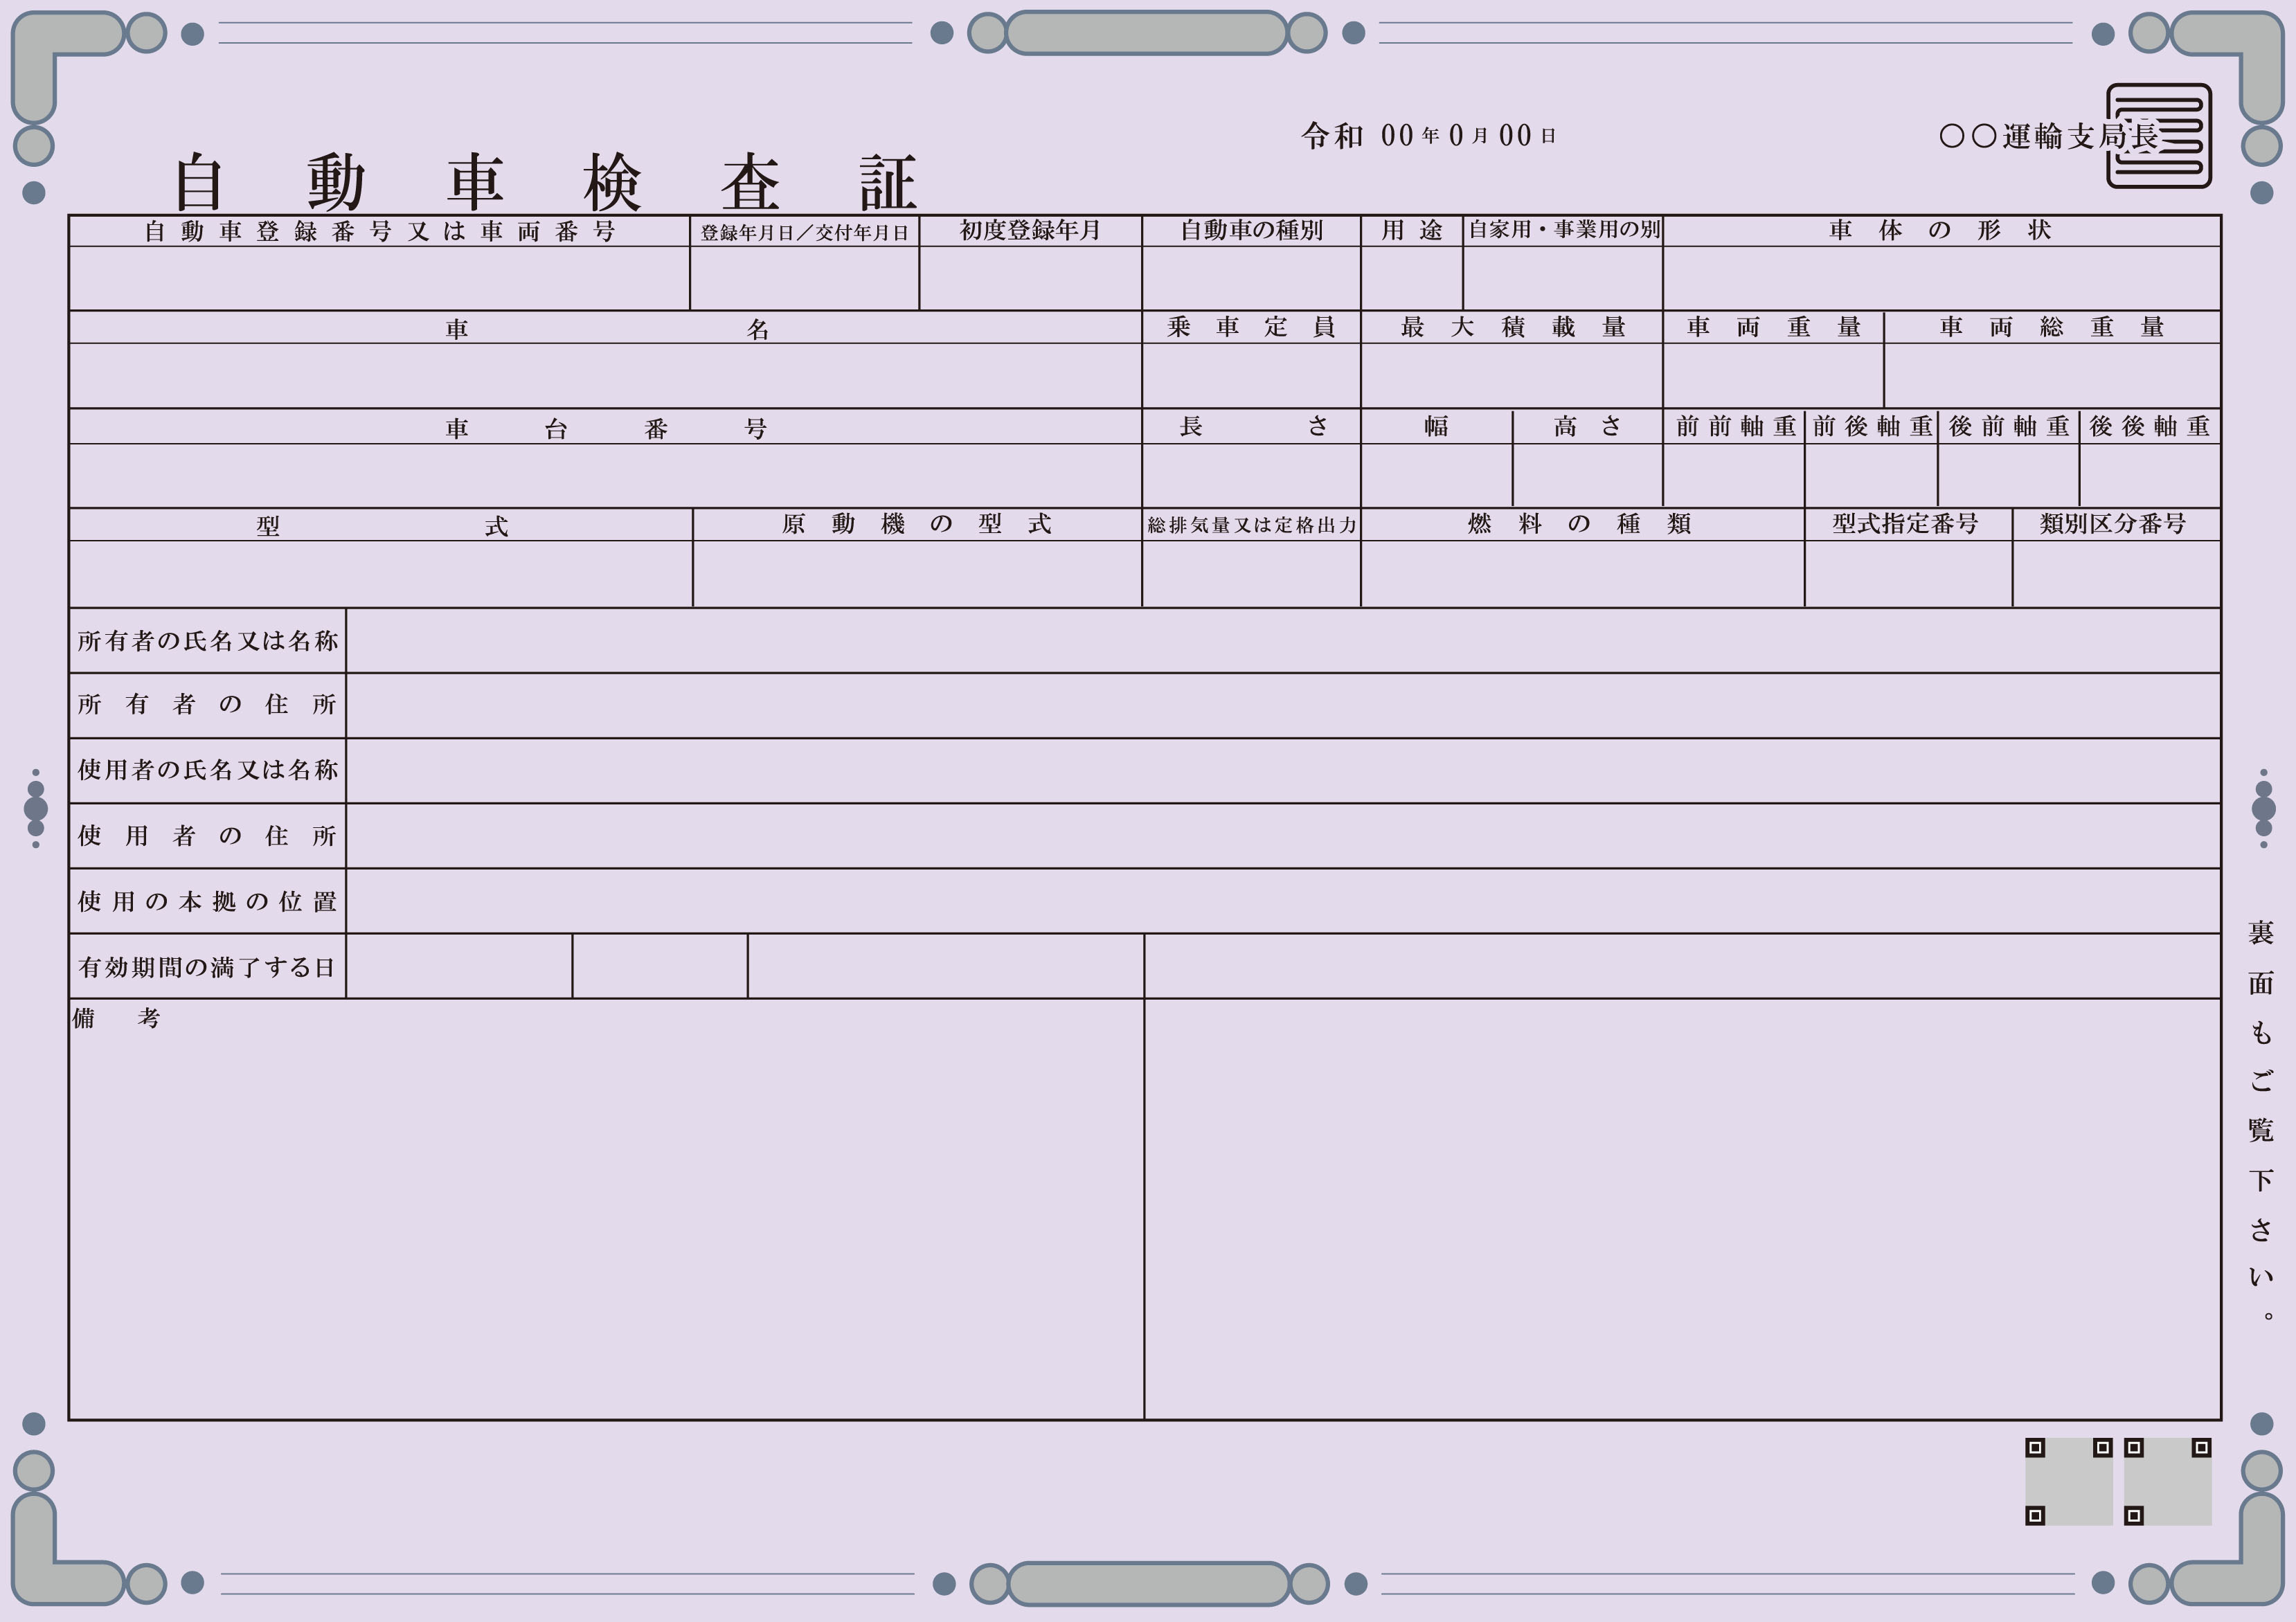 令和 00年 0月 00日
〇〇運輸支局長
自動車検査証
自動車登録番号又は車両番号 登録年月日／交付年月日 初度登録年月 自動車の種別 用途 自家用・事業用の別 車体の形状
車名 乗車定員 最大積載量 車両重量 車両総重量
車台番号 長さ 幅 高さ 前前軸重 前後軸重 後前軸重 後後軸重
型式 原動機の型式 総排気量又は定格出力 燃料の種類 型式指定番号 類別区分番号
所有者の氏名又は名称
所有者の住所
使用者の氏名又は名称
使用者の住所
使用の本拠の位置
有効期間の満了する日
備考
裏面もご覧下さい。